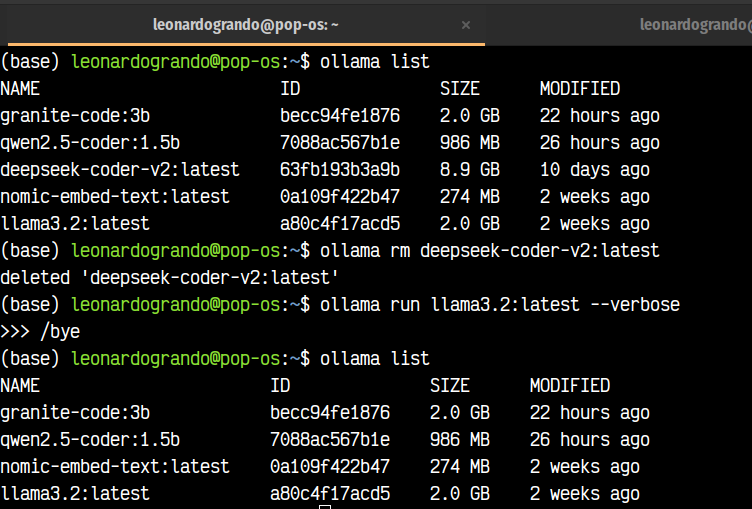 leonardogrando@pop-os: ~ × leonardogrando@
(base) leonardogrando@pop-os:~$ ollama list
NAME ID SIZE MODIFIED
granite-code:3b becc94fe1876 2.0 GB 22 hours ago
qwen2.5-coder:1.5b 7088ac567b1e 986 MB 26 hours ago
deepseek-coder-v2:latest 63fb193b3a9b 8.9 GB 10 days ago
nomic-embed-text:latest 0a109f422b47 274 MB 2 weeks ago
llama3.2:latest a80c4f17acd5 2.0 GB 2 weeks ago
(base) leonardogrando@pop-os:~$ ollama rm deepseek-coder-v2:latest
deleted 'deepseek-coder-v2:latest'
(base) leonardogrando@pop-os:~$ ollama run llama3.2:latest --verbose
>>> /bye
(base) leonardogrando@pop-os:~$ ollama list
NAME ID SIZE MODIFIED
granite-code:3b becc94fe1876 2.0 GB 22 hours ago
qwen2.5-coder:1.5b 7088ac567b1e 986 MB 26 hours ago
nomic-embed-text:latest 0a109f422b47 274 MB 2 weeks ago
llama3.2:latest a80c4f17acd5 2.0 GB 2 weeks ago